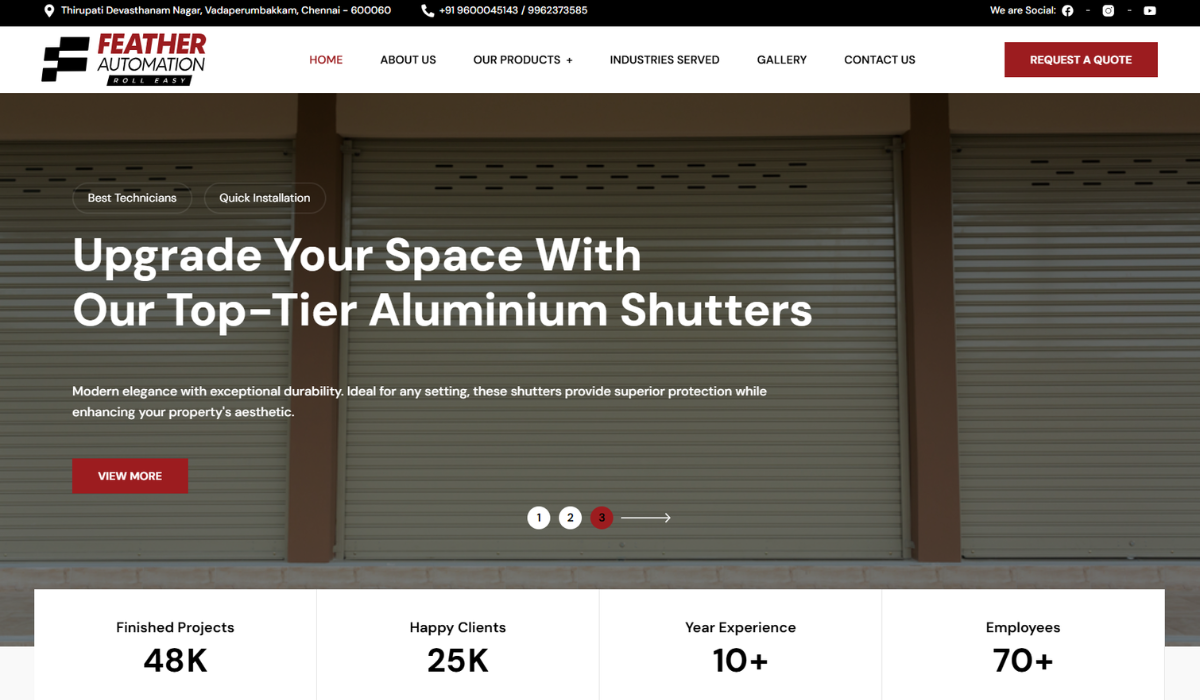 Thirupati Devasthanam Nagar, Vadaperumbakkam, Chennai - 600060
+91 9600045143 / 9962373585
We are Social: - -
FEATHER
AUTOMATION
ROLL EASY
HOME
ABOUT US
OUR PRODUCTS +
INDUSTRIES SERVED
GALLERY
CONTACT US
REQUEST A QUOTE
Best Technicians
Quick Installation
Upgrade Your Space With
Our Top-Tier Aluminium Shutters
Modern elegance with exceptional durability. Ideal for any setting, these shutters provide superior protection while
enhancing your property's aesthetic.
VIEW MORE
1 2 3
Finished Projects
48K
Happy Clients
25K
Year Experience
10+
Employees
70+